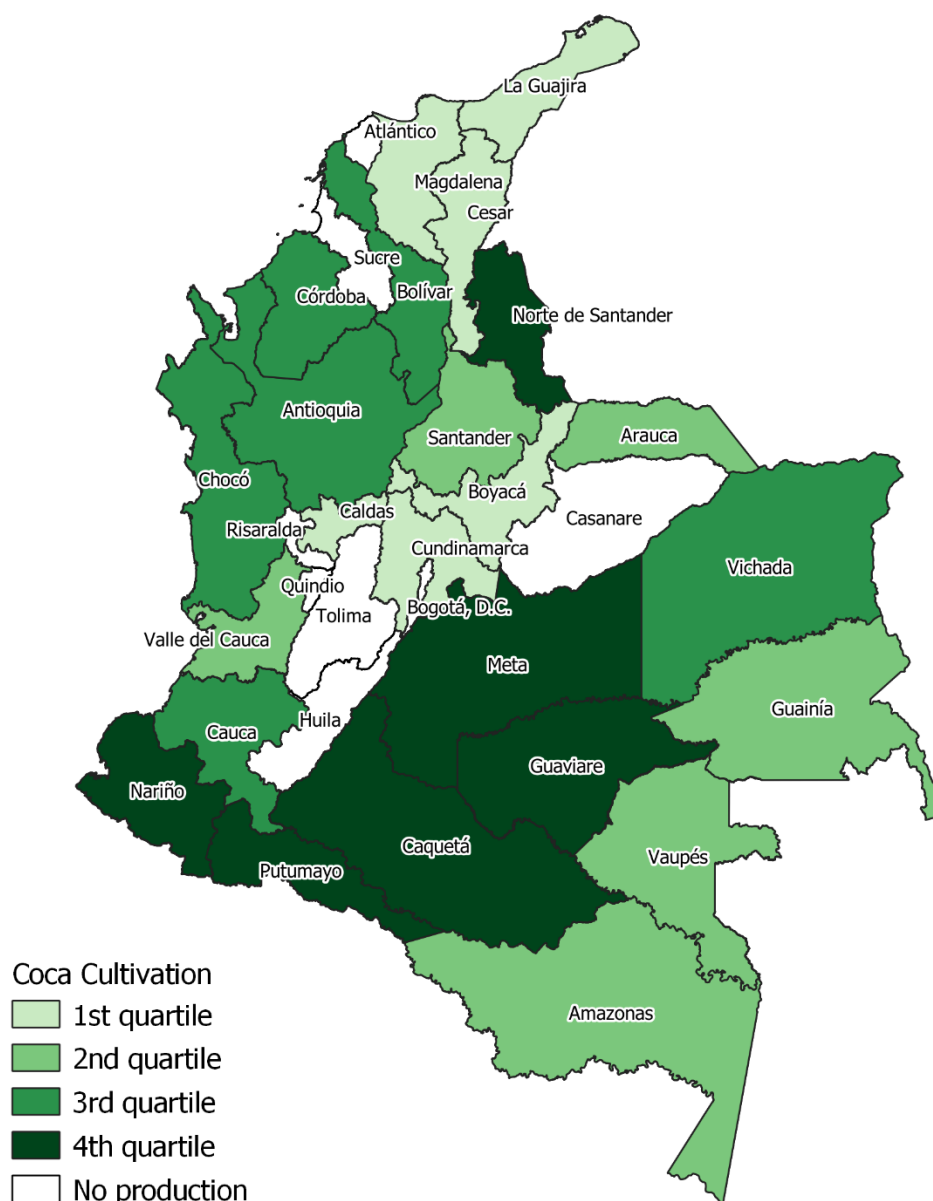 La Guajira
Atlántico
Magdalena
Cesar
Sucre
Bolívar
Córdoba
Norte de Santander
Antioquia
Santander
Arauca
Chocó
Boyacá
Caldas
Casanare
Risaralda
Cundinamarca
Vichada
Quindio
Bogotá, D.C.
Tolima
Valle del Cauca
Meta
Guainía
Huila
Cauca
Guaviare
Nariño
Caquetá
Vaupés
Putumayo
Amazonas
Coca Cultivation
1st quartile
2nd quartile
3rd quartile
4th quartile
No production